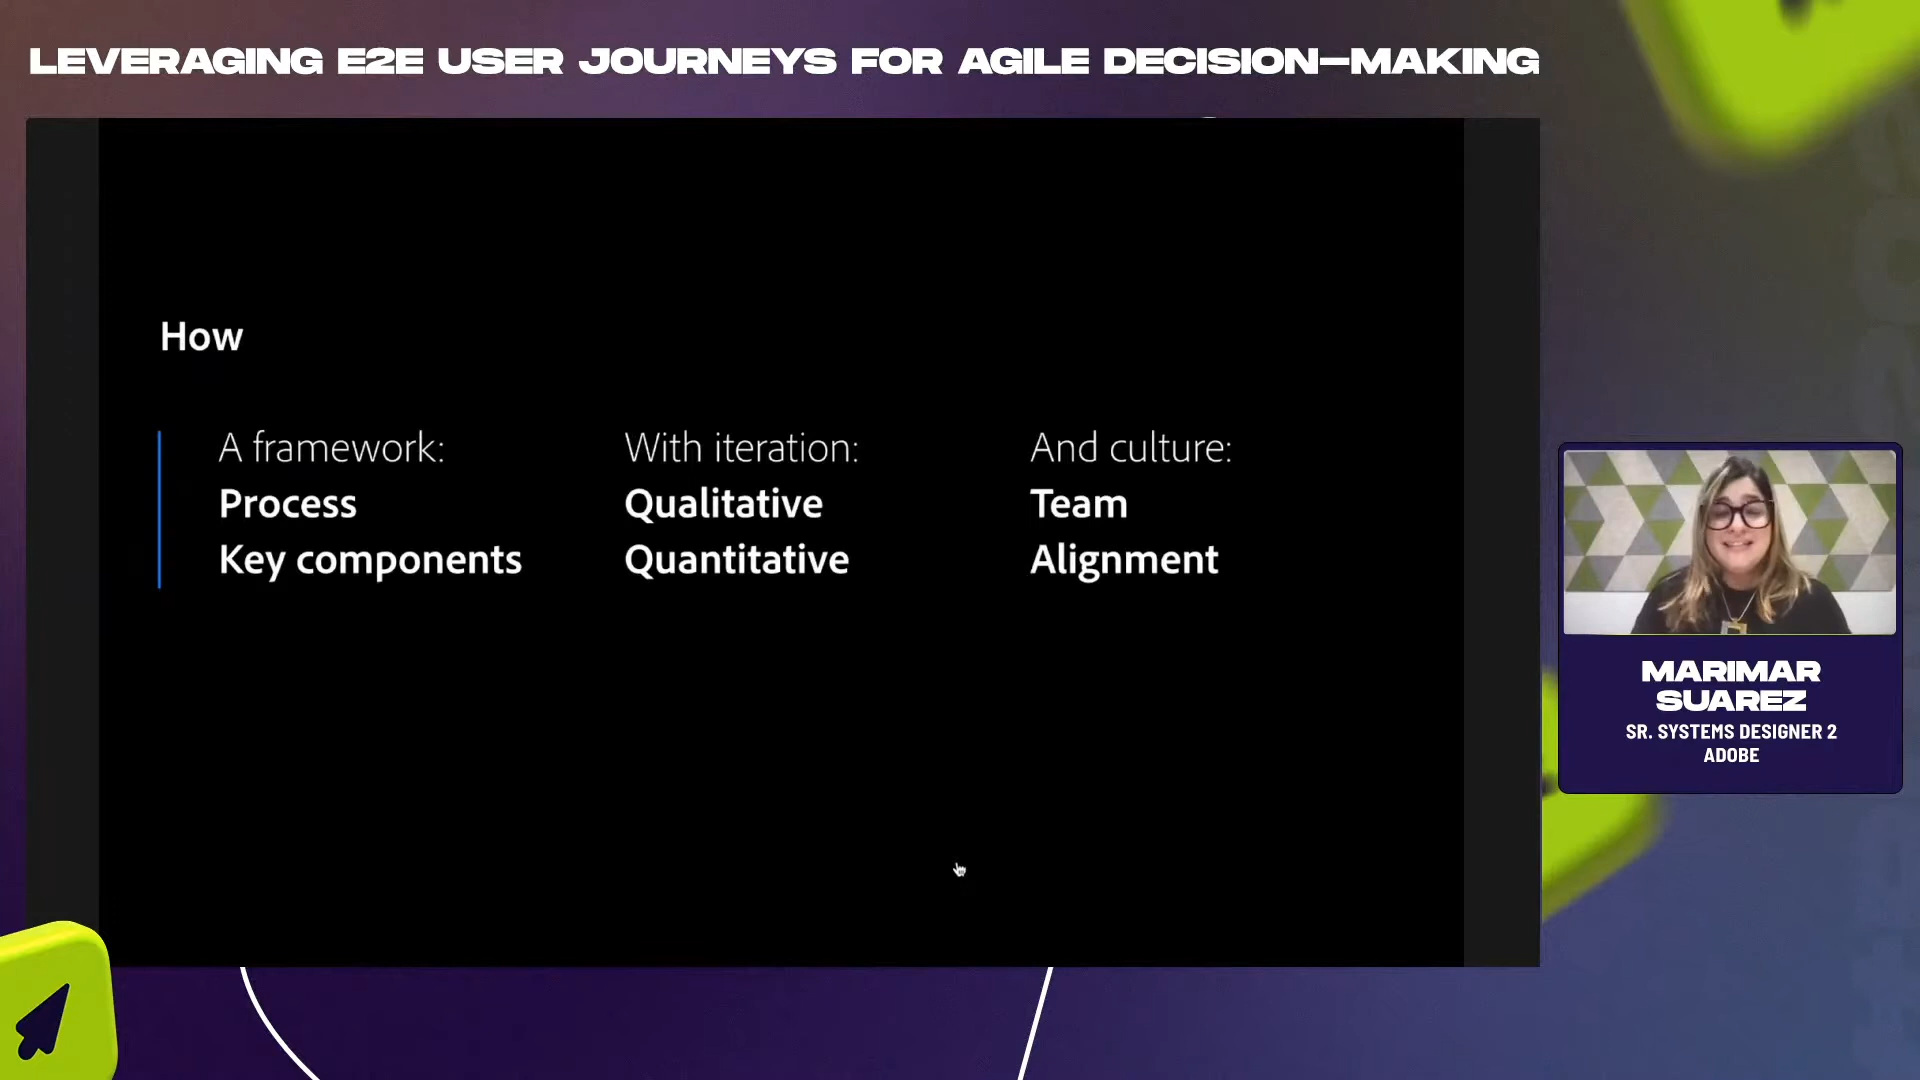 LEVERAGING E2E USER JOURNEYS FOR AGILE DECISION-MAKING
How
A framework:
Process
Key components
With iteration:
Qualitative
Quantitative
And culture:
Team
Alignment
MARIMAR
SUAREZ
SR. SYSTEMS DESIGNER 2
ADOBE